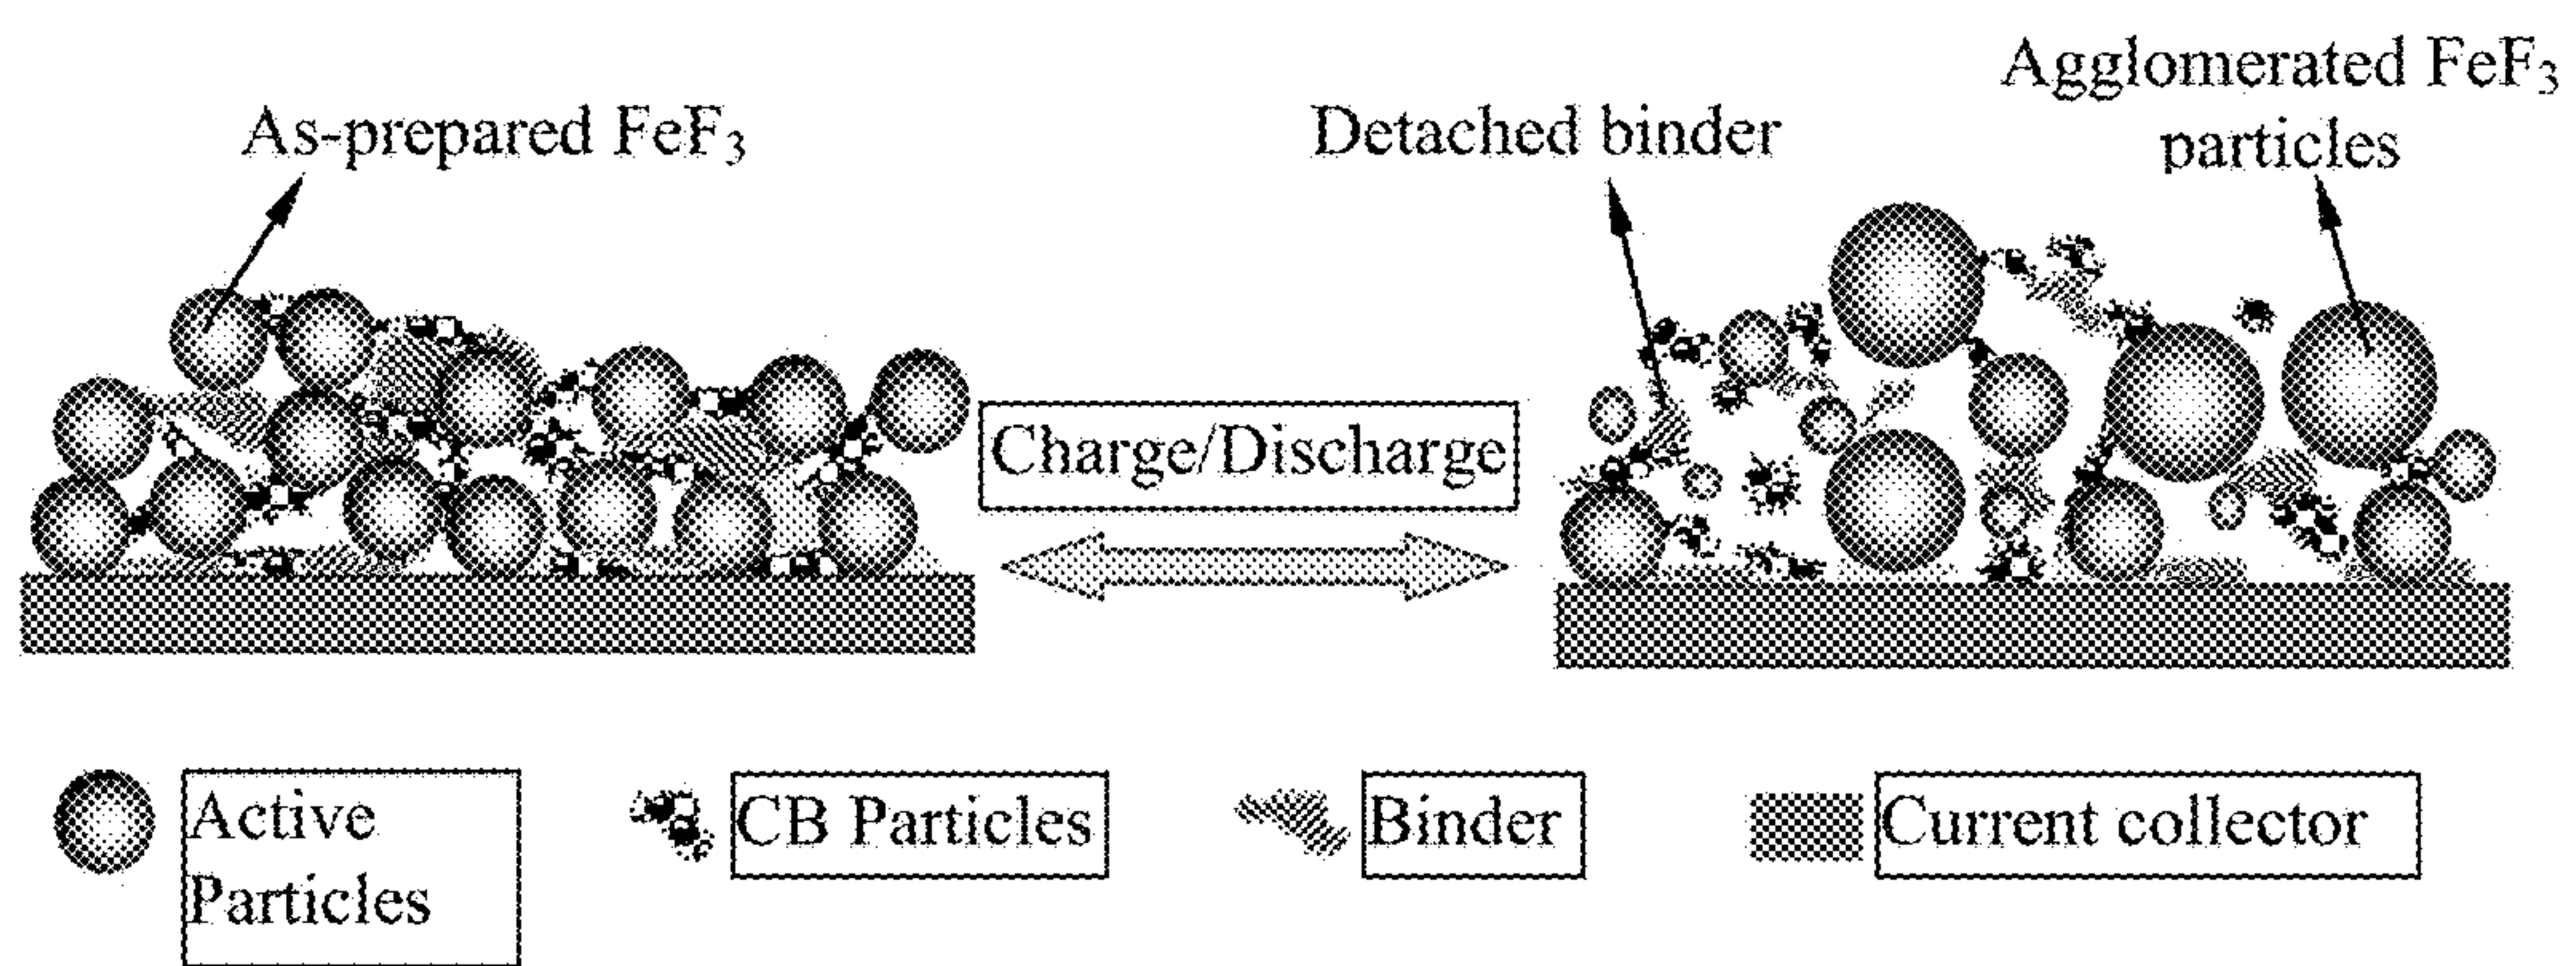 As-prepared FeF₃
Detached binder
Agglomerated FeF₃
particles
Charge/Discharge
Active
Particles
CB Particles
Binder
Current collector